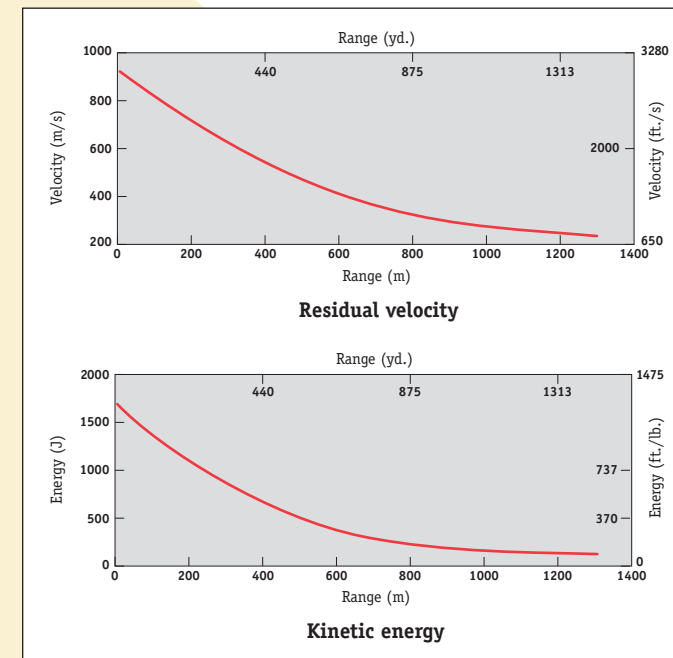 Range (yd.)
1000 3280
440 875 1313
800
Velocity (m/s)
600 2000
Velocity (ft./s)
400
200 650
0 200 400 600 800 1000 1200 1400
Range (m)
Residual velocity
Range (yd.)
2000 1475
440 875 1313
1500
Energy (J)
1000 737
Energy (ft./lb.)
500 370
0 0
0 200 400 600 800 1000 1200 1400
Range (m)
Kinetic energy